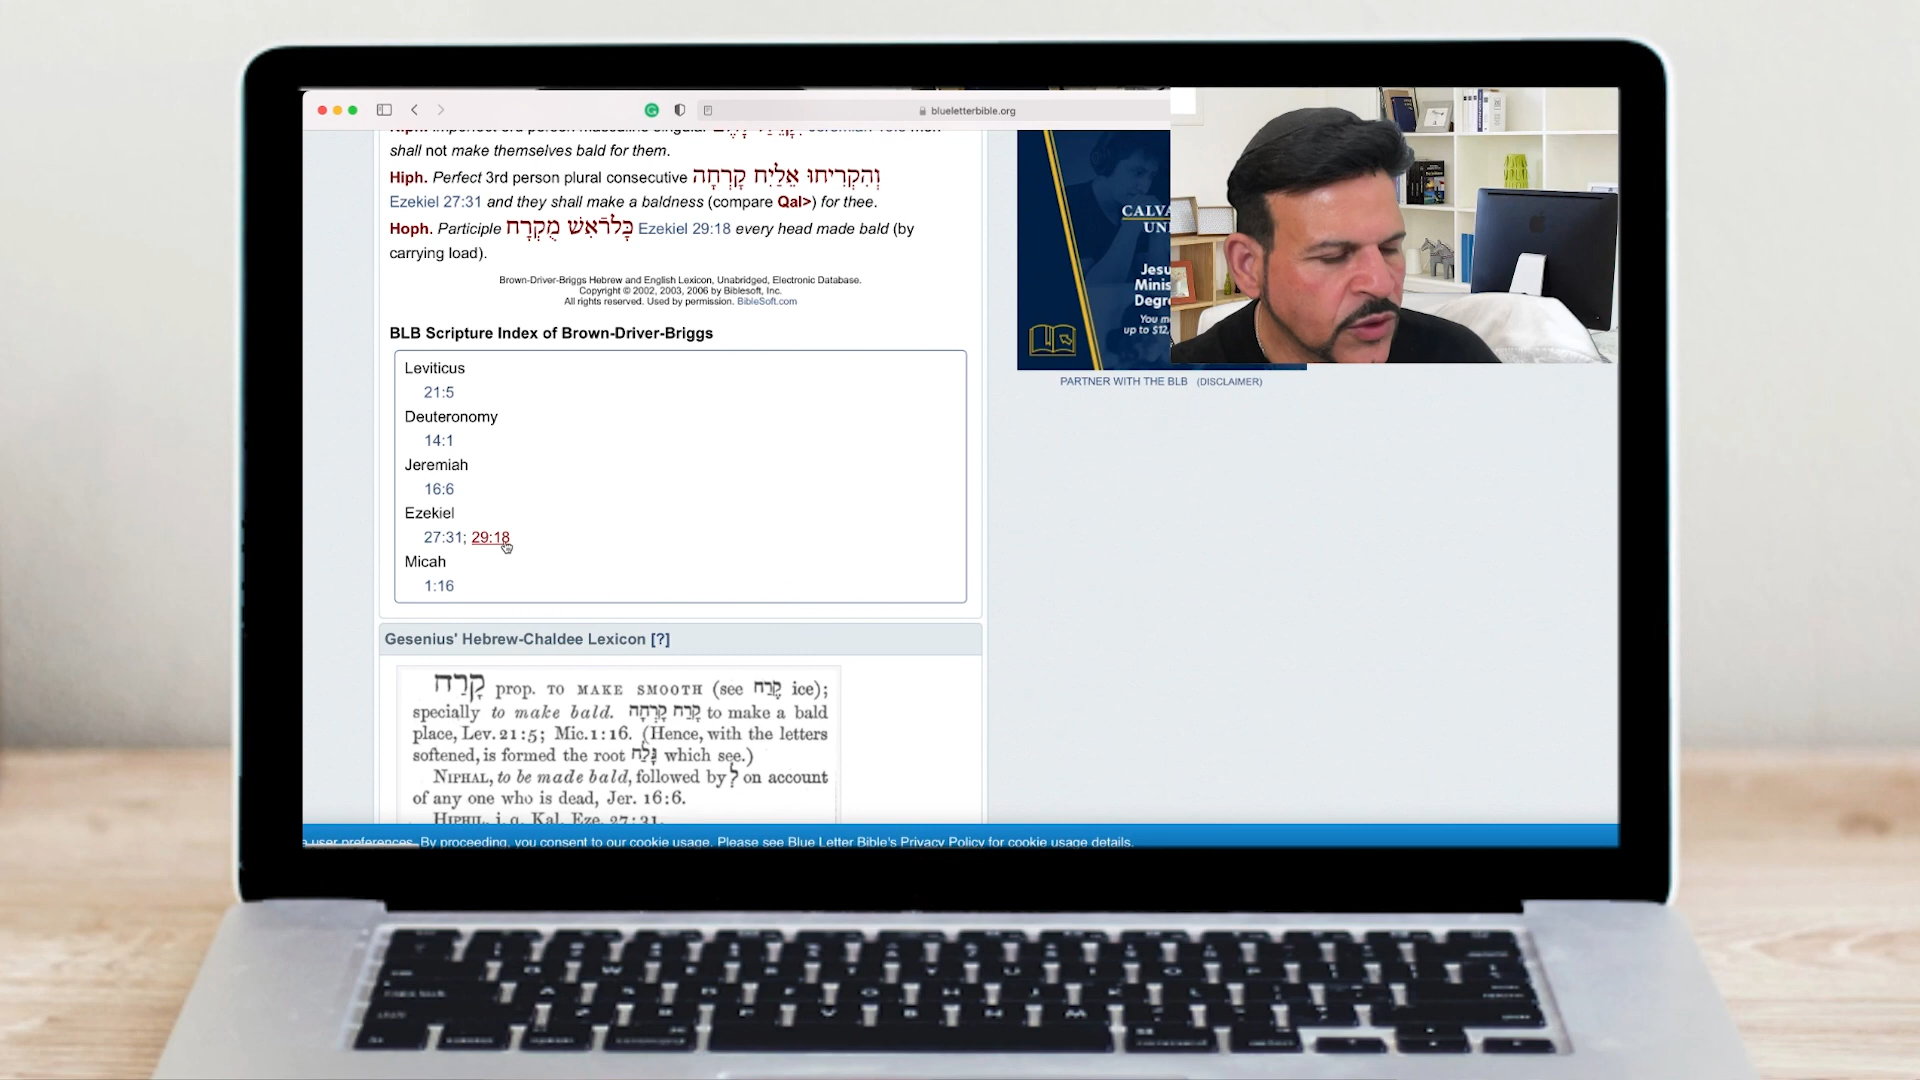 blueletterbible.org
shall not make themselves bald for them.
Hiph. Perfect 3rd person plural consecutive וְהִקְרִיחוּ אֵלַיִח קָרְחָה
Ezekiel 27:31 and they shall make a baldness (compare Qal>) for thee.
Hoph. Participle כָּלרֹֿאשׁ מֻקְרָח Ezekiel 29:18 every head made bald (by
carrying load).
Brown-Driver-Briggs Hebrew and English Lexicon, Unabridged, Electronic Database.
Copyright © 2002, 2003, 2006 by Biblesoft, Inc.
All rights reserved. Used by permission. BibleSoft.com
BLB Scripture Index of Brown-Driver-Briggs
Leviticus
21:5
Deuteronomy
14:1
Jeremiah
16:6
Ezekiel
27:31; 29:18
Micah
1:16
Gesenius' Hebrew-Chaldee Lexicon [?]
קָרַח prop. TO MAKE SMOOTH (see קֶרַח ice);
specially to make bald. קָרַח קָרְחָה to make a bald
place, Lev. 21:5; Mic. 1:16. (Hence, with the letters
softened, is formed the root גָּלַח which see.)
NIPHAL, to be made bald, followed by לְ on account
of any one who is dead, Jer. 16:6.
HIPHIL, i. q. Kal, Eze. 27:31.
PARTNER WITH THE BLB (DISCLAIMER)
user preferences. By proceeding, you consent to our cookie usage. Please see Blue Letter Bible's Privacy Policy for cookie usage details.